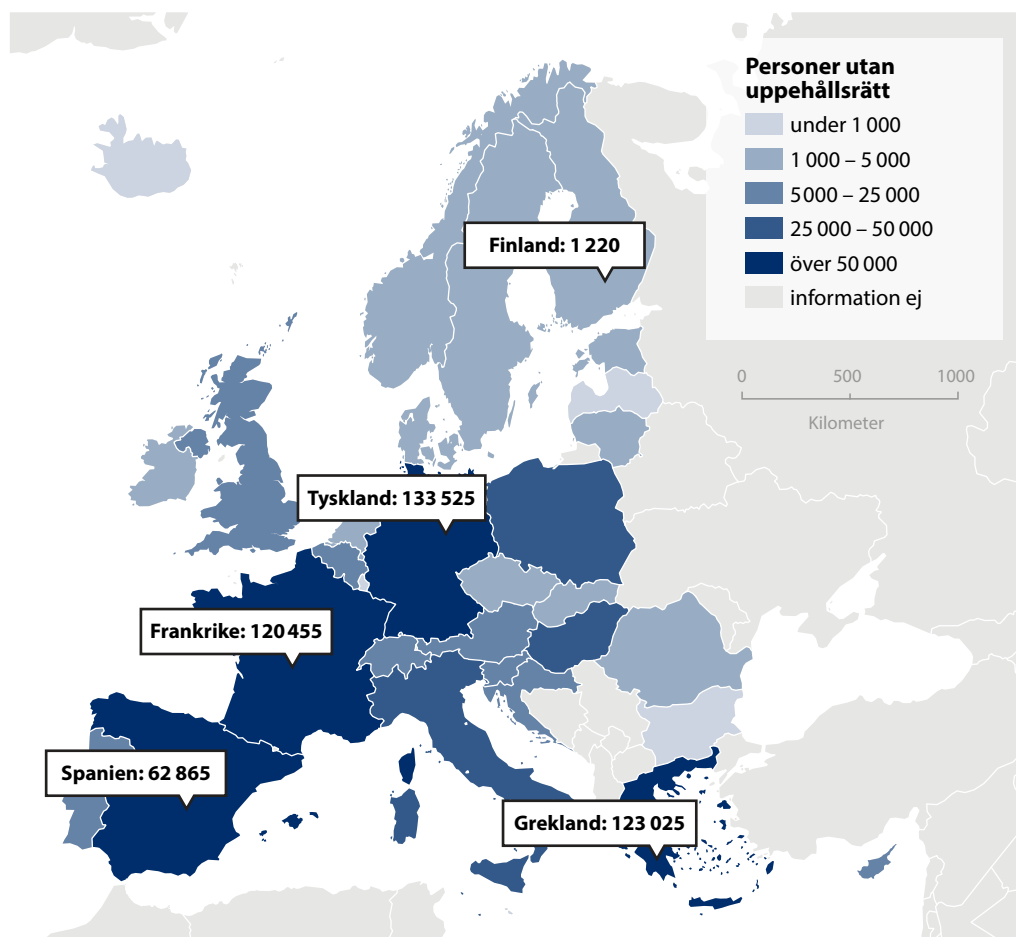 Personer utan
uppehållsrätt
under 1 000
1 000 – 5 000
5 000 – 25 000
25 000 – 50 000
över 50 000
information ej
0 500 1000
Kilometer
Finland: 1 220
Tyskland: 133 525
Frankrike: 120 455
Spanien: 62 865
Grekland: 123 025